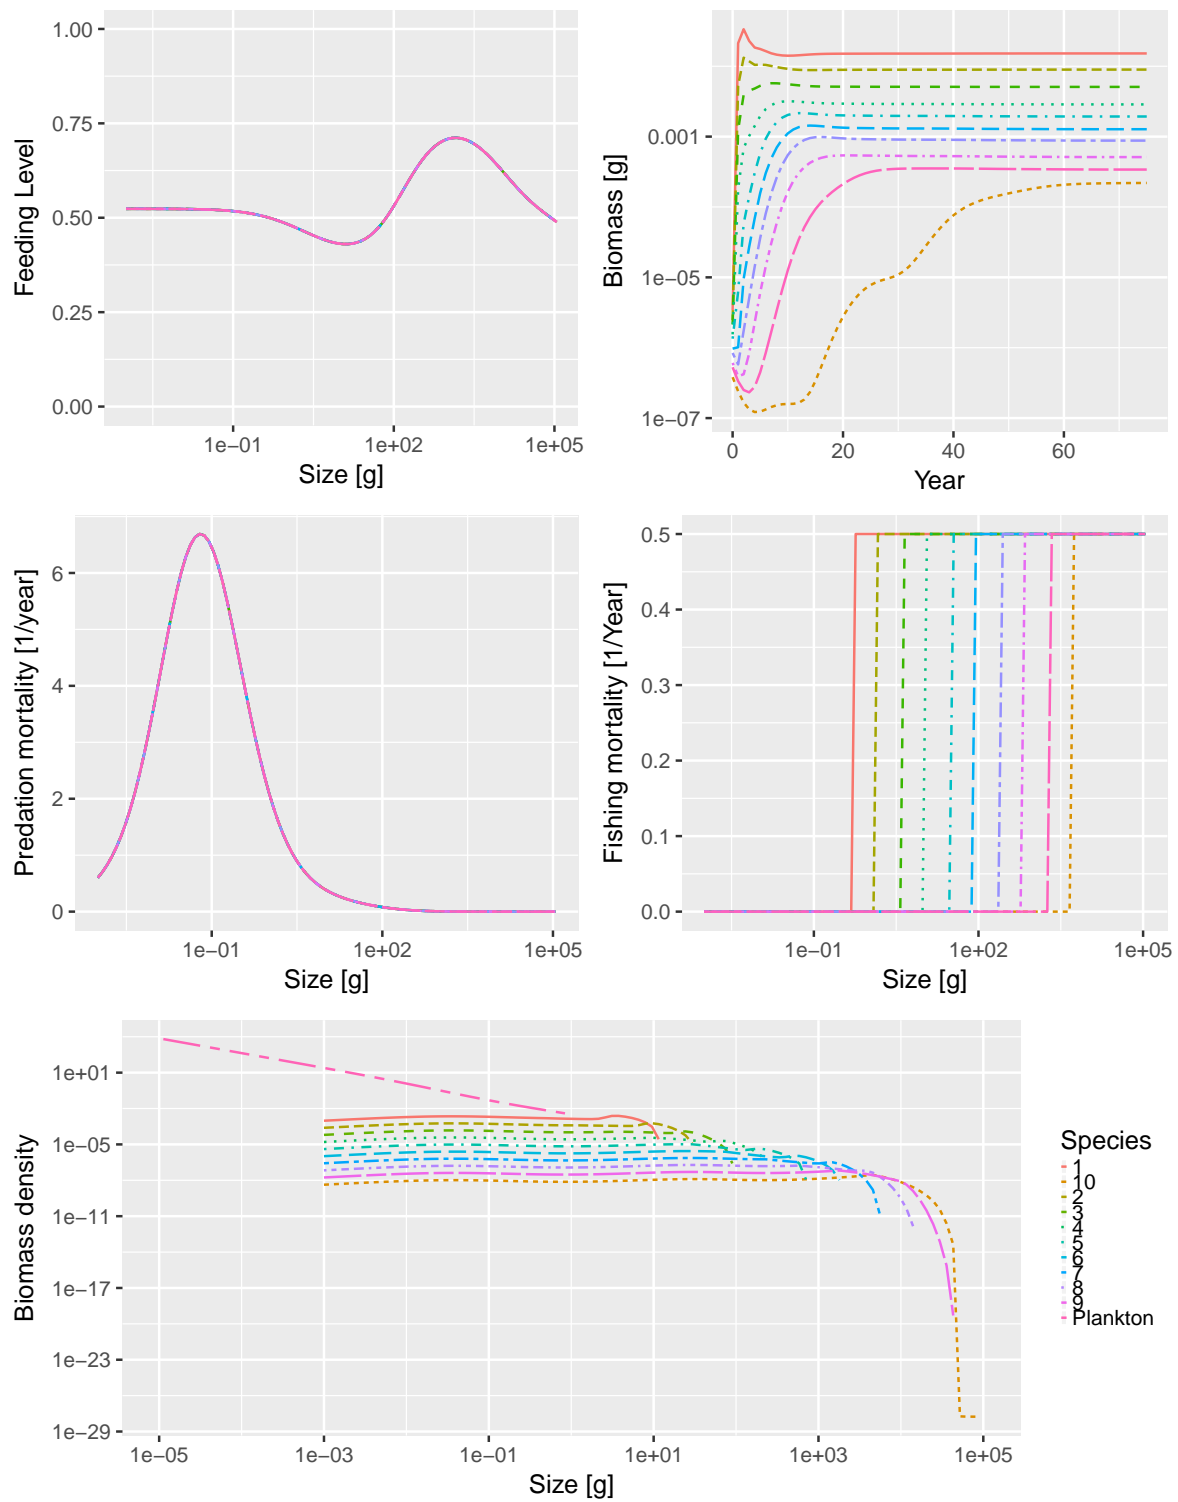 1.00
0.75
0.50
0.25
0.00
Feeding Level
1e−01
1e+02
1e+05
Size [g]
0.001
1e−05
1e−07
Biomass [g]
0
20
40
60
Year
6
4
2
0
Predation mortality [1/year]
1e−01
1e+02
1e+05
Size [g]
0.5
0.4
0.3
0.2
0.1
0.0
Fishing mortality [1/Year]
1e−01
1e+02
1e+05
Size [g]
1e+01
1e−05
1e−11
1e−17
1e−23
1e−29
Biomass density
1e−05
1e−03
1e−01
1e+01
1e+03
1e+05
Size [g]
Species
1
10
2
3
4
5
6
7
8
9
Plankton